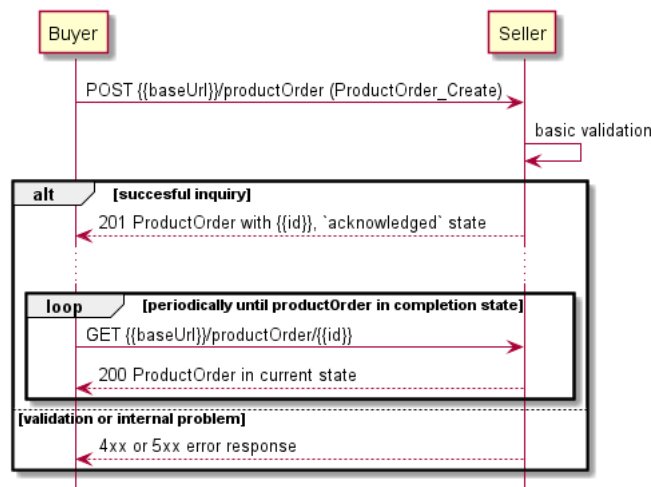 Buyer
Seller
POST {{baseUrl}}/productOrder (ProductOrder_Create)
basic validation
alt
[succesful inquiry]
201 ProductOrder with {{id}}, `acknowledged` state
loop
[periodically until productOrder in completion state]
GET {{baseUrl}}/productOrder/{{id}}
200 ProductOrder in current state
[validation or internal problem]
4xx or 5xx error response